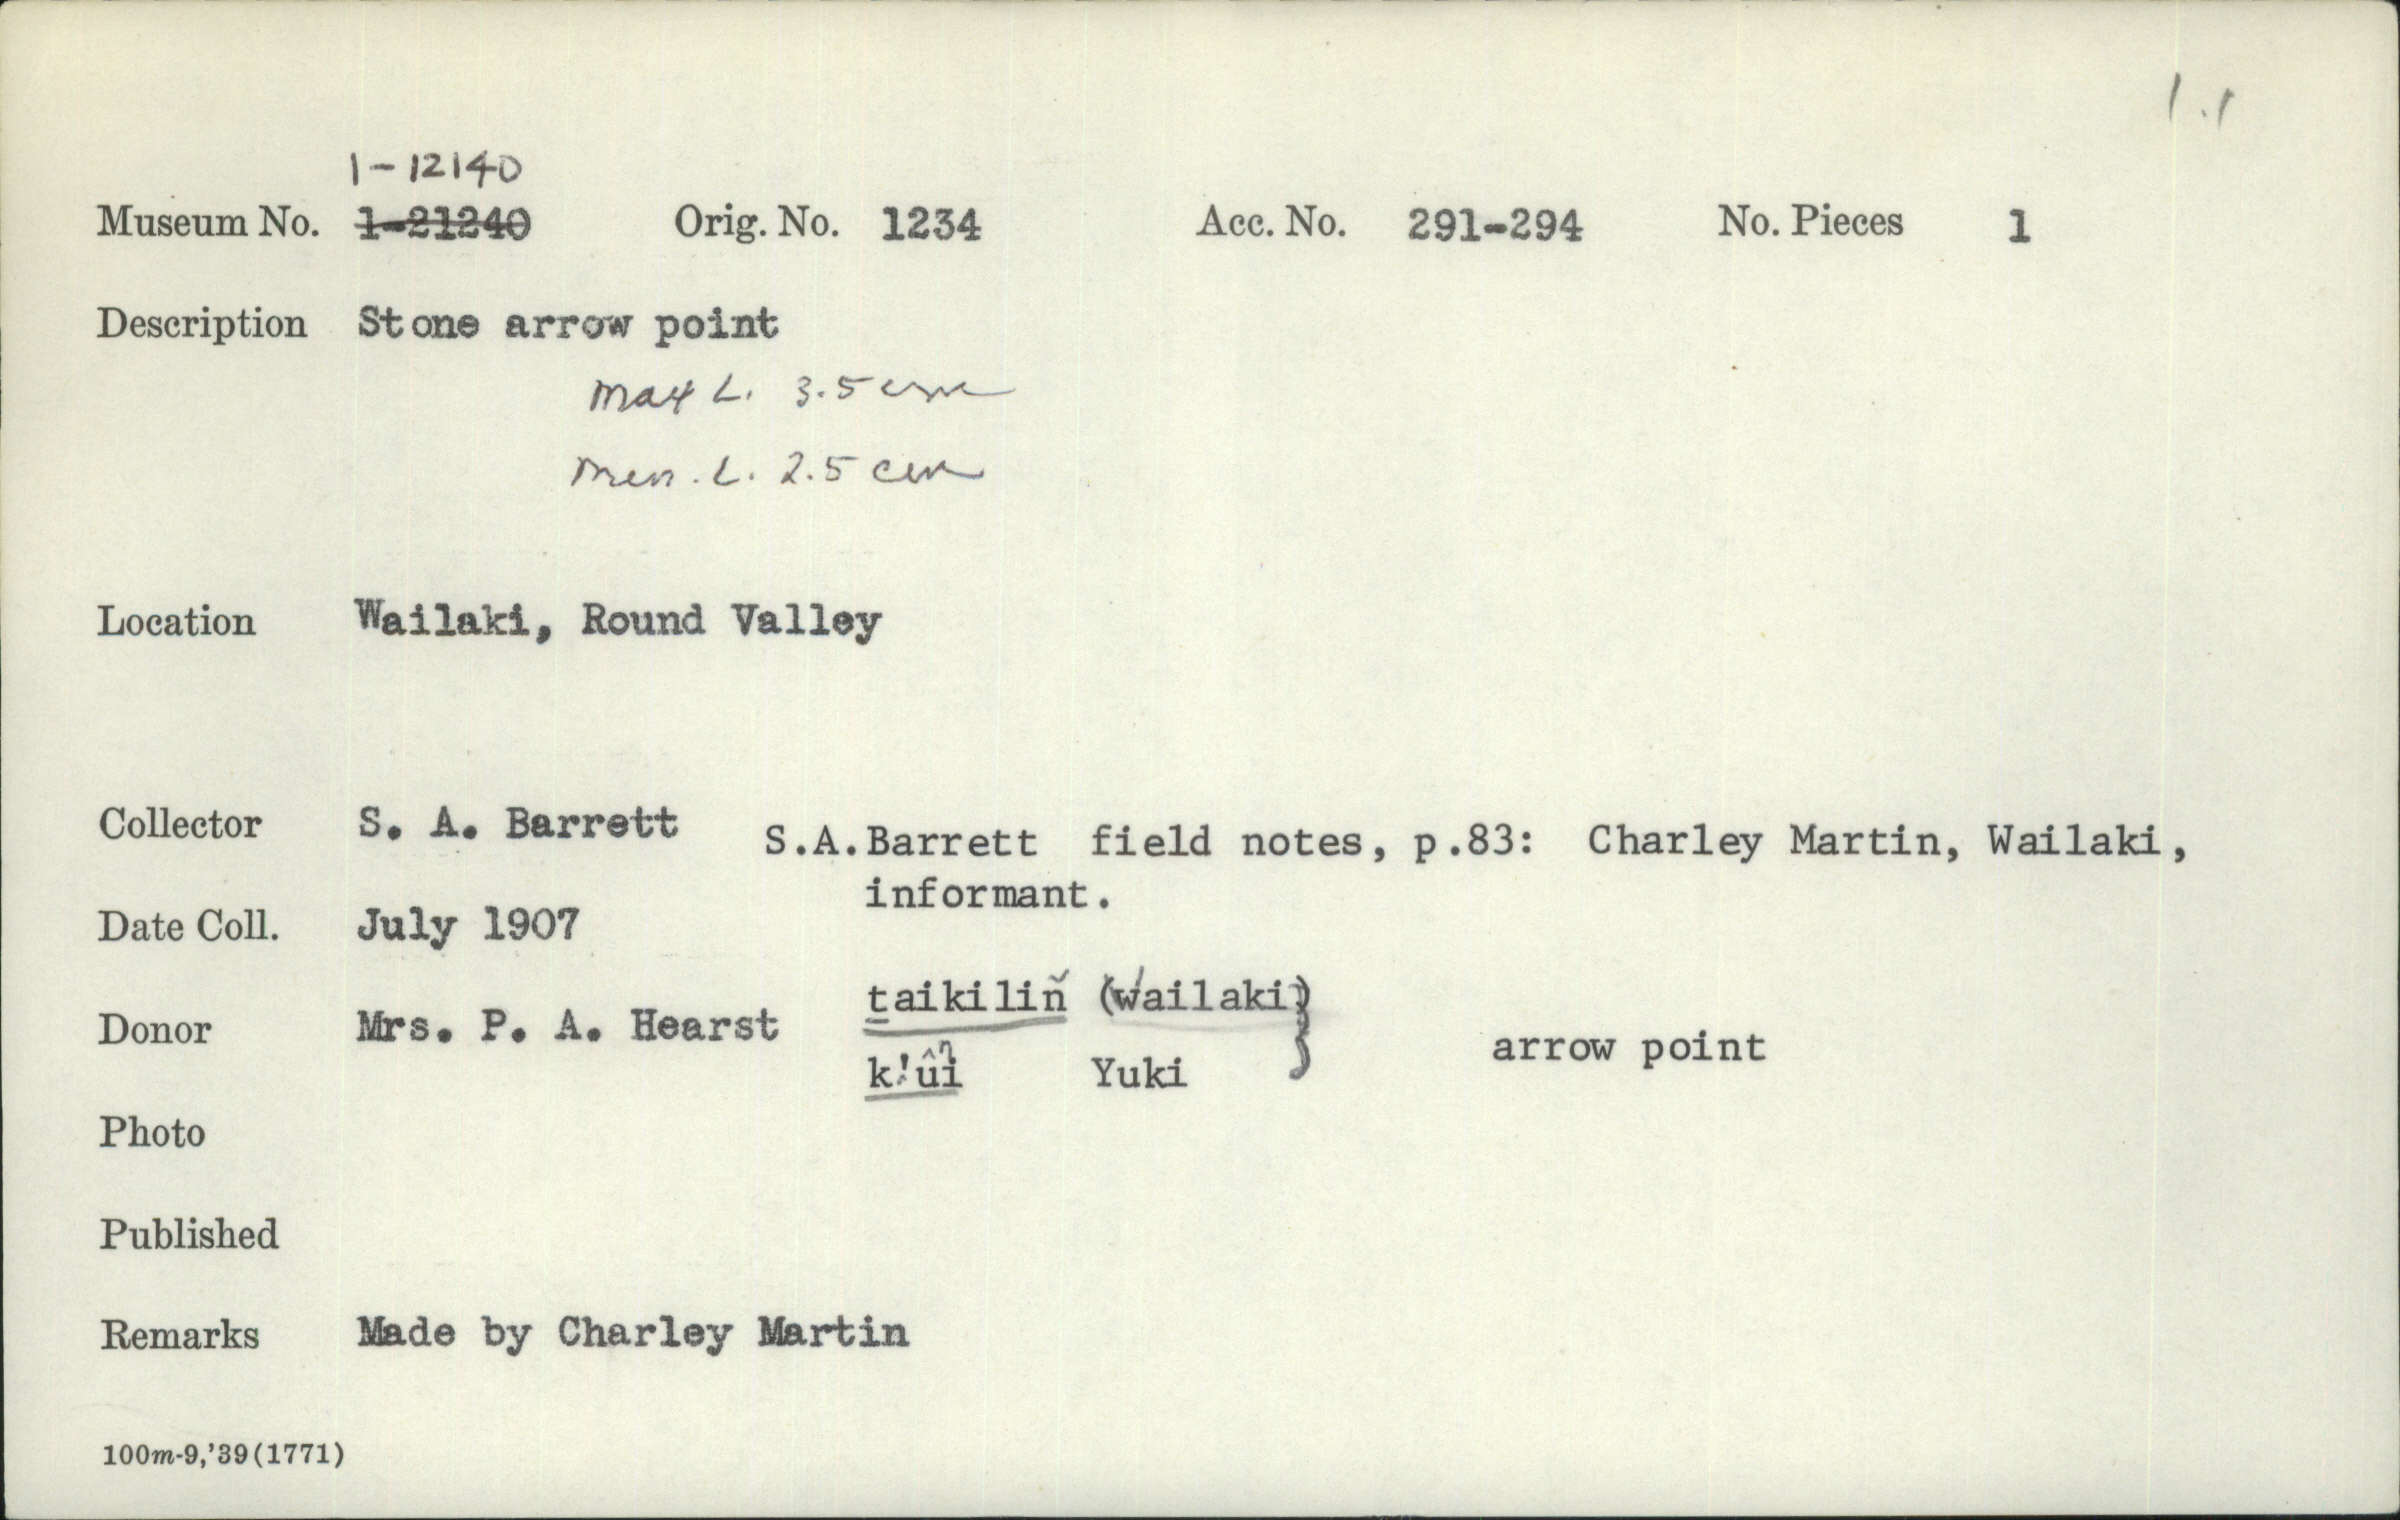 1.1
1-12140
Museum No. 1-21240 Orig. No. 1234 Acc. No. 291-294 No. Pieces 1
Description Stone arrow point
Max L. 3.5 cm
Men. L. 2.5 cm
Location Wailaki, Round Valley
Collector S. A. Barrett S.A.Barrett field notes, p.83: Charley Martin, Wailaki,
informant.
Date Coll. July 1907
taikiliñ̌ (Wailaki)
Donor Mrs. P. A. Hearst
arrow point
k!ûi Yuki
Photo
Published
Remarks Made by Charley Martin
100m-9,'39(1771)